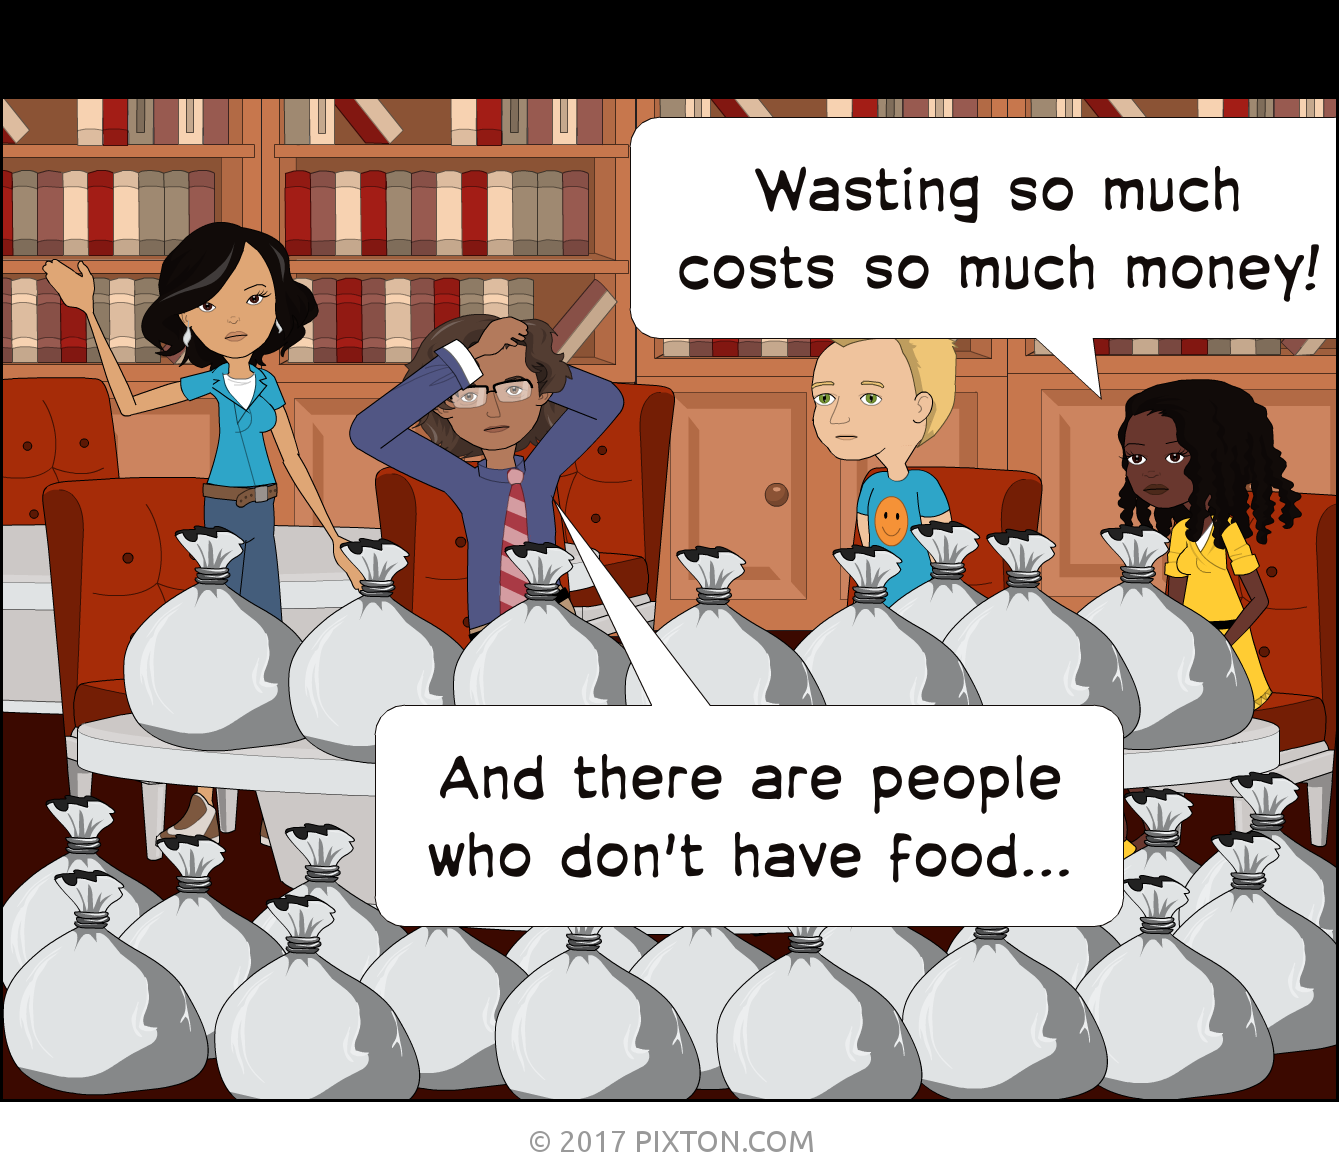 Wasting so much
costs so much money!
And there are people
who don't have food...
© 2017 PIXTON.COM